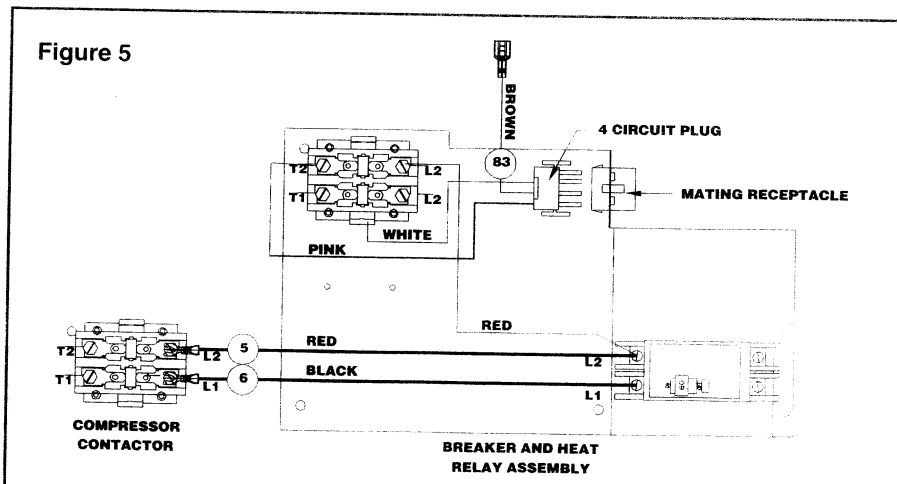 Figure 5
BROWN
83
4 CIRCUIT PLUG
MATING RECEPTACLE
T2
L2
T1
L2
WHITE
PINK
RED
T2
L2
5
RED
L2
T1
L1
6
BLACK
L1
COMPRESSOR
CONTACTOR
BREAKER AND HEAT
RELAY ASSEMBLY